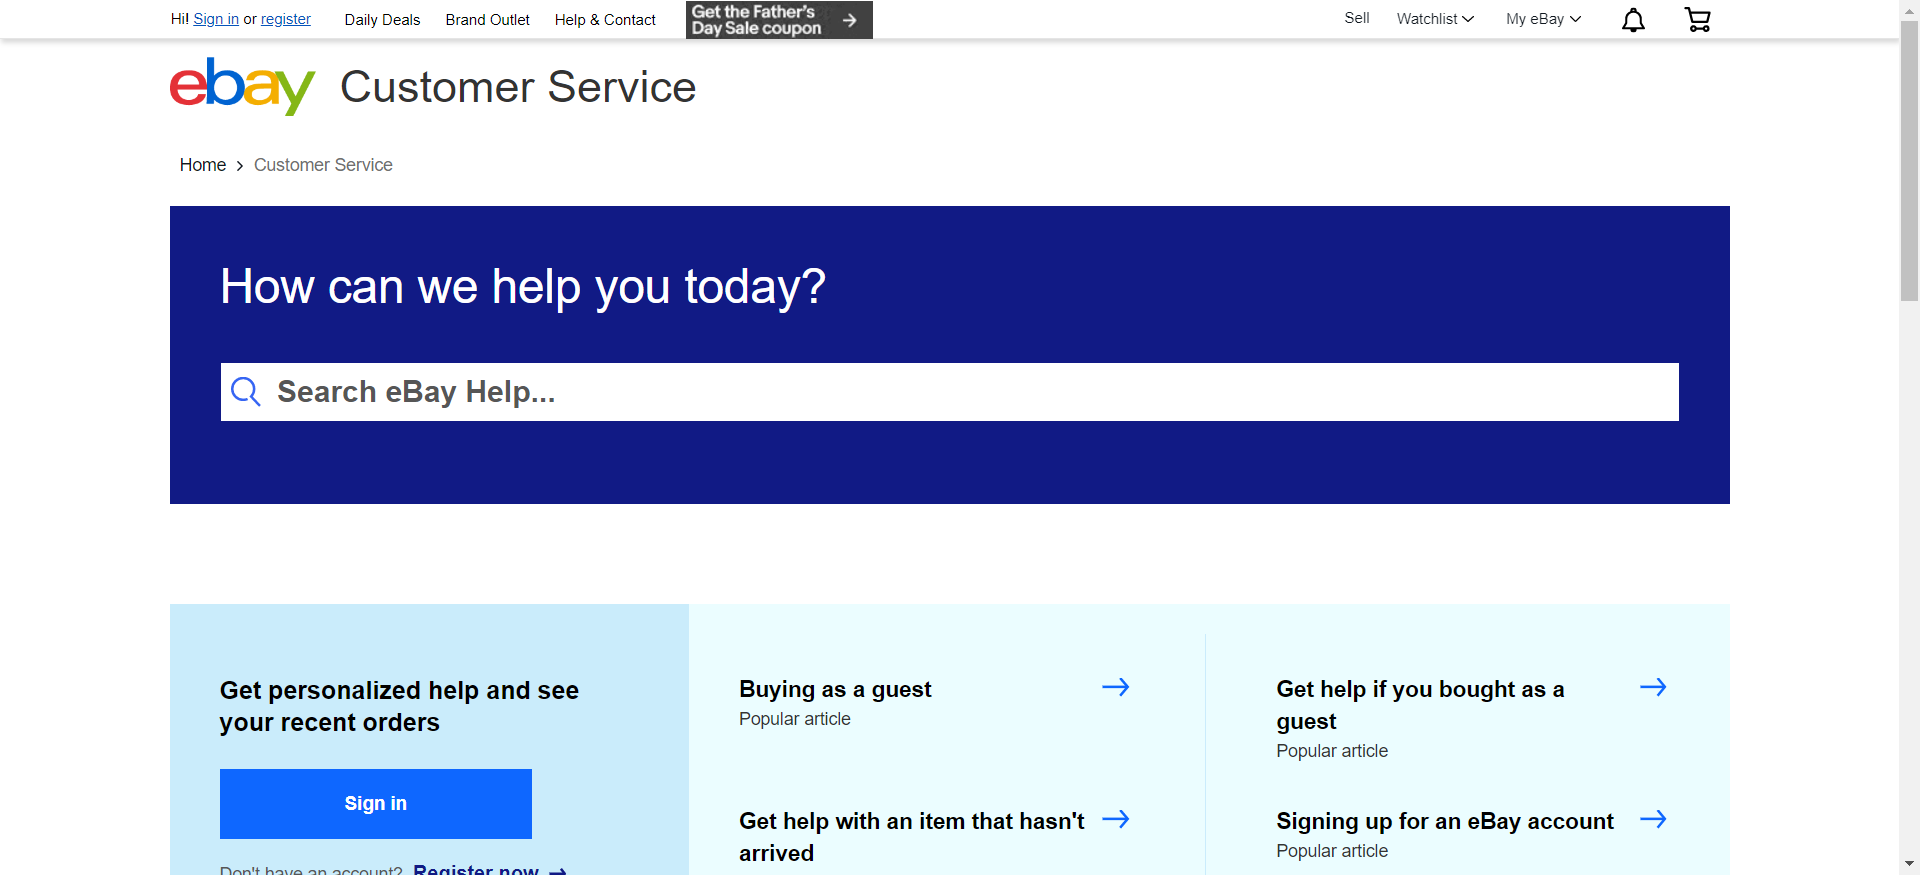 Hi! Sign in or register
Daily Deals
Brand Outlet
Help & Contact
Get the Father's
Day Sale coupon
Sell
Watchlist
My eBay
ebay
Customer Service
Home
Customer Service
How can we help you today?
Search eBay Help...
Get personalized help and see
your recent orders
Sign in
Don't have an account? Register now
Buying as a guest
Popular article
Get help if you bought as a
guest
Popular article
Get help with an item that hasn't
arrived
Signing up for an eBay account
Popular article